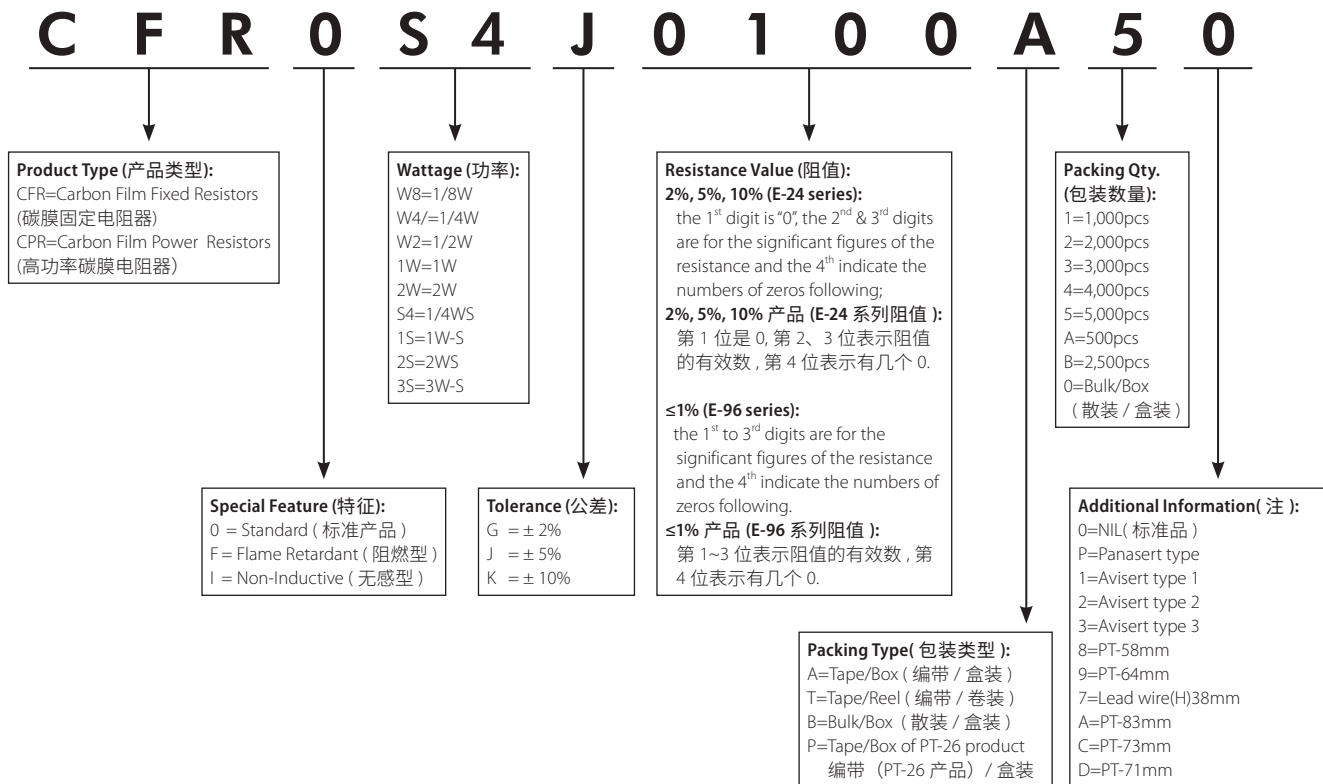 C F R 0 S 4 J 0 1 0 0 A 5 0
Product Type (产品类型):
CFR=Carbon Film Fixed Resistors
(碳膜固定电阻器)
CPR=Carbon Film Power Resistors
(高功率碳膜电阻器）
Wattage (功率):
W8=1/8W
W4/=1/4W
W2=1/2W
1W=1W
2W=2W
S4=1/4WS
1S=1W-S
2S=2WS
3S=3W-S
Resistance Value (阻值):
2%, 5%, 10% (E-24 series):
the 1st digit is “0”, the 2nd & 3rd digits
are for the significant figures of the
resistance and the 4th indicate the
numbers of zeros following;
2%, 5%, 10% 产品 (E-24 系列阻值 ):
第 1 位是 0, 第 2、3 位表示阻值
的有效数 , 第 4 位表示有几个 0.
≤1% (E-96 series):
the 1st to 3rd digits are for the
significant figures of the resistance
and the 4th indicate the numbers of
zeros following.
≤1% 产品 (E-96 系列阻值 ):
第 1~3 位表示阻值的有效数 , 第
4 位表示有几个 0.
Packing Qty.
(包装数量):
1=1,000pcs
2=2,000pcs
3=3,000pcs
4=4,000pcs
5=5,000pcs
A=500pcs
B=2,500pcs
0=Bulk/Box
( 散装 / 盒装 )
Special Feature (特征):
0 = Standard ( 标准产品 )
F = Flame Retardant ( 阻燃型 )
I = Non-Inductive ( 无感型 )
Tolerance (公差):
G = ± 2%
J = ± 5%
K = ± 10%
Packing Type( 包装类型 ):
A=Tape/Box ( 编带 / 盒装 )
T=Tape/Reel ( 编带 / 卷装 )
B=Bulk/Box ( 散装 / 盒装 )
P=Tape/Box of PT-26 product
编带（PT-26 产品）/ 盒装
Additional Information( 注 ):
0=NIL( 标准品 )
P=Panasert type
1=Avisert type 1
2=Avisert type 2
3=Avisert type 3
8=PT-58mm
9=PT-64mm
7=Lead wire(H)38mm
A=PT-83mm
C=PT-73mm
D=PT-71mm